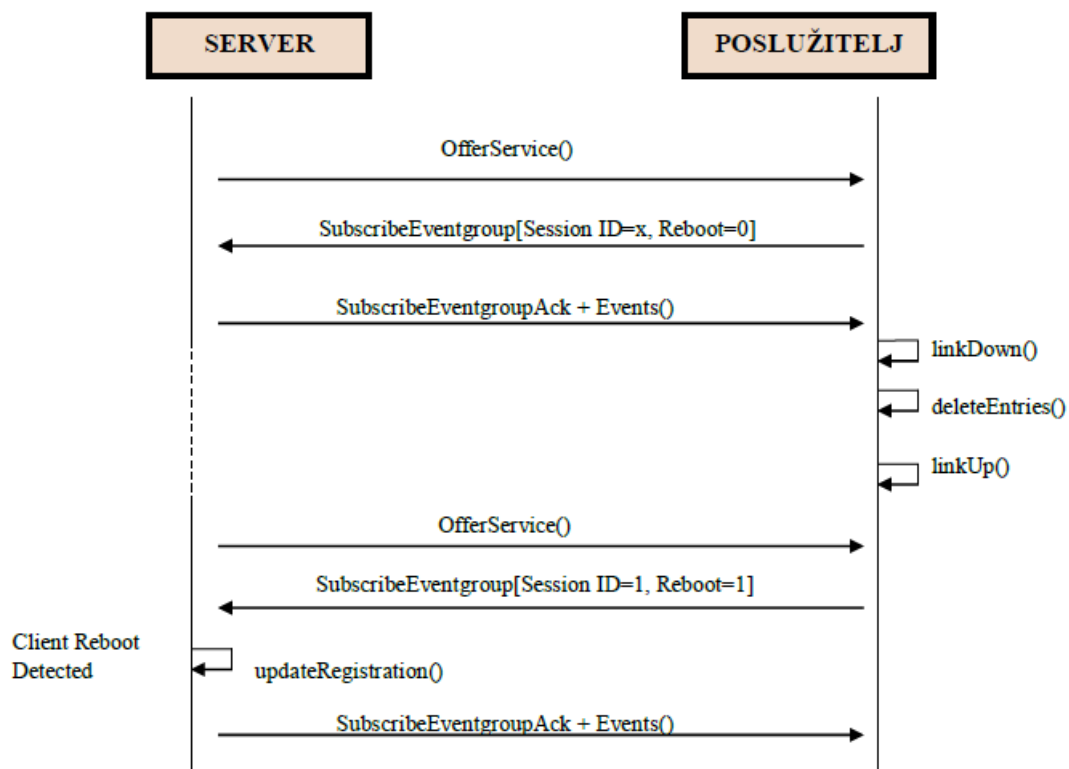 SERVER
POSLUŽITELJ
OfferService()
SubscribeEventgroup[Session ID=x, Reboot=0]
SubscribeEventgroupAck + Events()
linkDown()
deleteEntries()
linkUp()
OfferService()
SubscribeEventgroup[Session ID=1, Reboot=1]
Client Reboot
Detected
updateRegistration()
SubscribeEventgroupAck + Events()